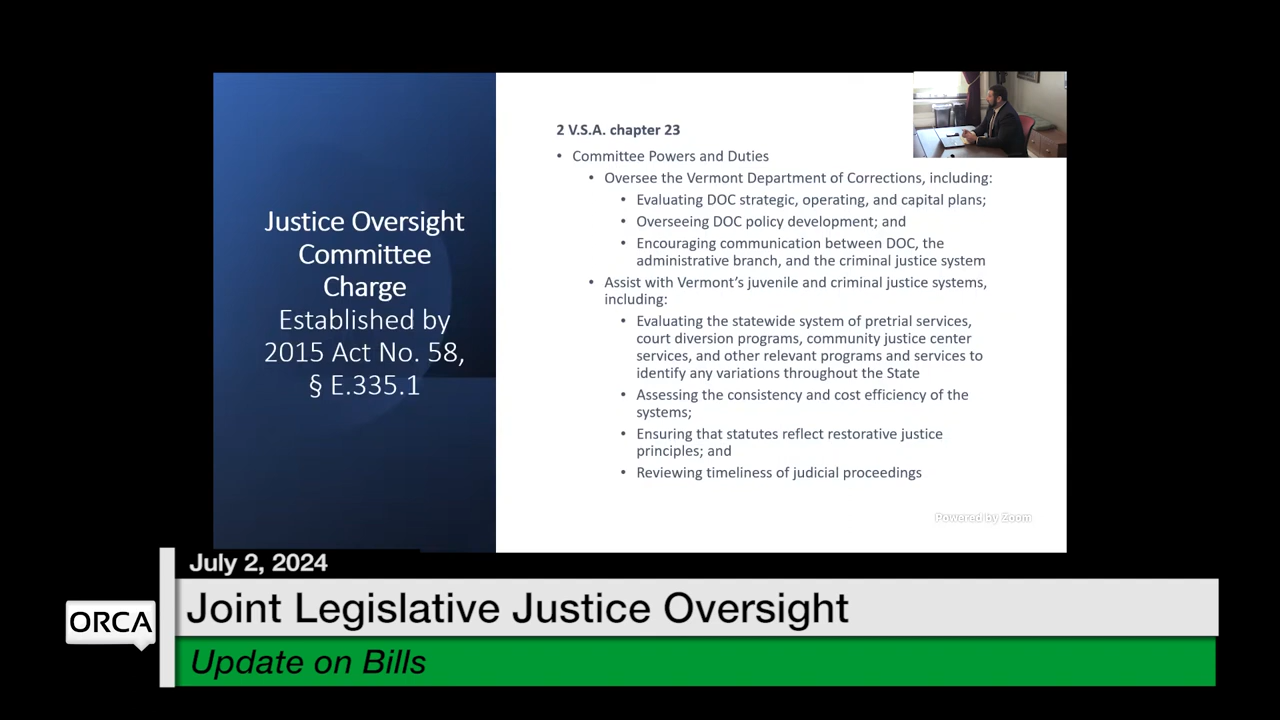 Justice Oversight
Committee
Charge
Established by
2015 Act No. 58,
§ E.335.1
2 V.S.A. chapter 23
• Committee Powers and Duties
• Oversee the Vermont Department of Corrections, including:
• Evaluating DOC strategic, operating, and capital plans;
• Overseeing DOC policy development; and
• Encouraging communication between DOC, the
administrative branch, and the criminal justice system
• Assist with Vermont's juvenile and criminal justice systems,
including:
• Evaluating the statewide system of pretrial services,
court diversion programs, community justice center
services, and other relevant programs and services to
identify any variations throughout the State
• Assessing the consistency and cost efficiency of the
systems;
• Ensuring that statutes reflect restorative justice
principles; and
• Reviewing timeliness of judicial proceedings
Powered by Zoom
July 2, 2024
ORCA
Joint Legislative Justice Oversight
Update on Bills